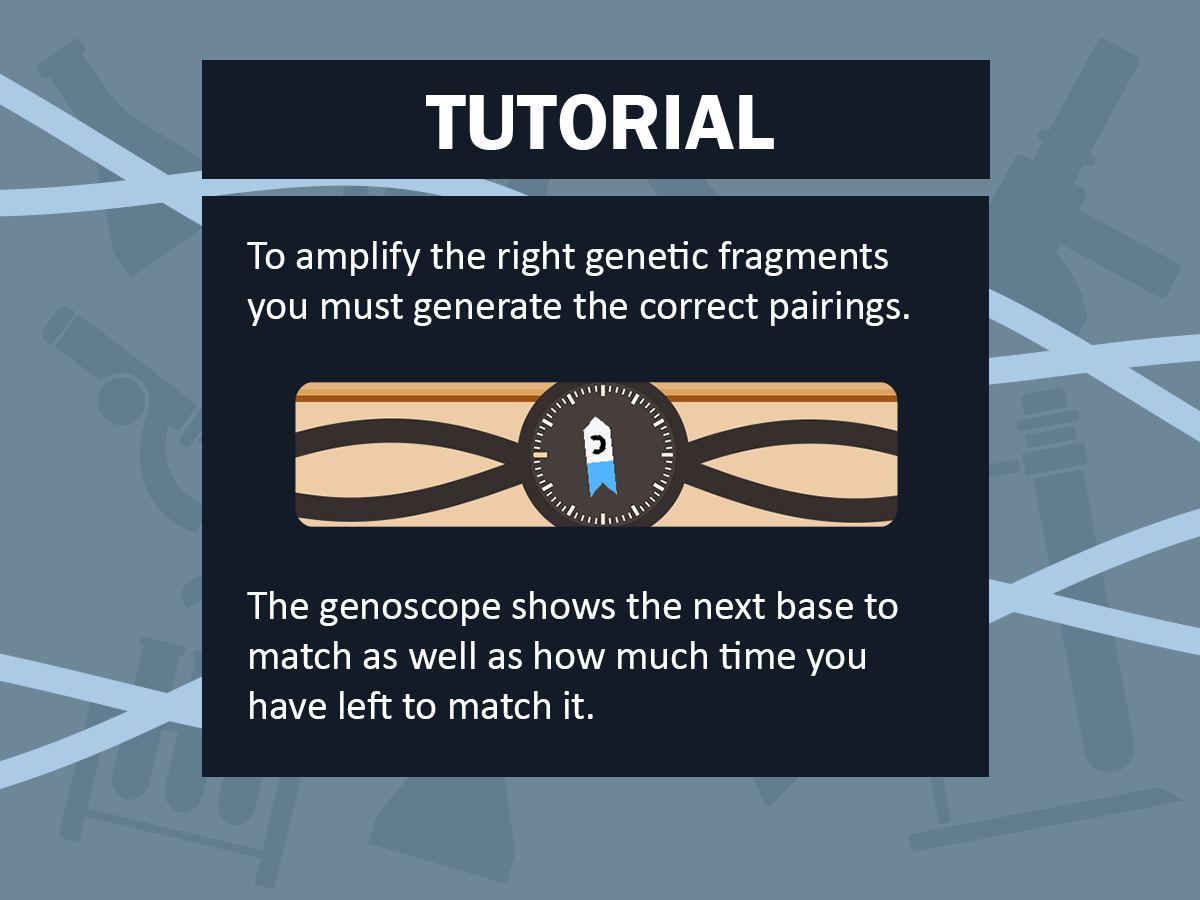 TUTORIAL
To amplify the right genetic fragments
you must generate the correct pairings.
The genoscope shows the next base to
match as well as how much time you
have left to match it.